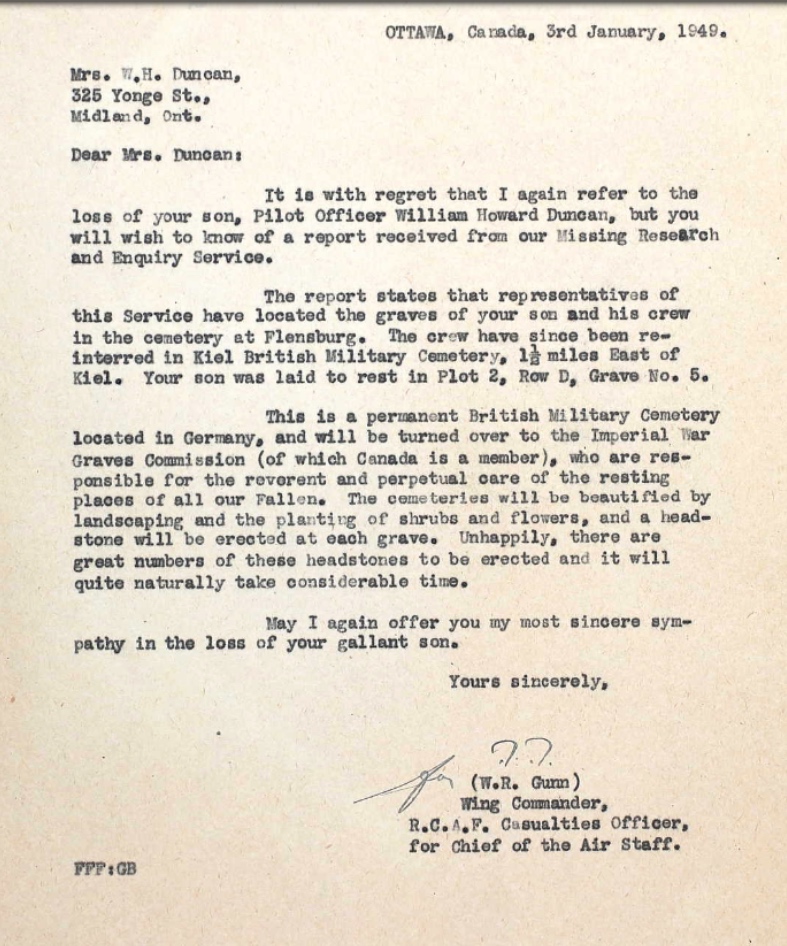 OTTAWA, Canada, 3rd January, 1949.
Mrs. W.H. Duncan,
325 Yonge St.,
Midland, Ont.
Dear Mrs. Duncan:
It is with regret that I again refer to the
loss of your son, Pilot Officer William Howard Duncan, but you
will wish to know of a report received from our Missing Research
and Enquiry Service.
The report states that representatives of
this Service have located the graves of your son and his crew
in the cemetery at Flensburg. The crew have since been re-
interred in Kiel British Military Cemetery, 1½ miles East of
Kiel. Your son was laid to rest in Plot 2, Row D, Grave No. 5.
This is a permanent British Military Cemetery
located in Germany, and will be turned over to the Imperial War
Graves Commission (of which Canada is a member), who are res-
ponsible for the reverent and perpetual care of the resting
places of all our Fallen. The cemeteries will be beautified by
landscaping and the planting of shrubs and flowers, and a head-
stone will be erected at each grave. Unhappily, there are
great numbers of these headstones to be erected and it will
quite naturally take considerable time.
May I again offer you my most sincere sym-
pathy in the loss of your gallant son.
Yours sincerely,
for (W.R. Gunn)
Wing Commander,
R.C.A.F. Casualties Officer,
for Chief of the Air Staff.
FFF:GB